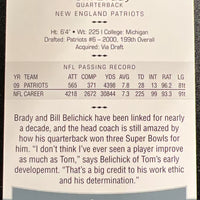 QUARTERBACK
NEW ENGLAND PATRIOTS
Ht: 6'4" • Wt: 225 | College: Michigan
Drafted: Patriots #6 – 2000, 199th Overall
Acquired: Via Draft
NFL PASSING RECORD
YR TEAM ATT COMP YDS AVG TD INT RATE LG
09 PATRIOTS 565 371 4398 7.8 28 13 96.2 81t
NFL CAREER 4218 2672 30844 7.3 225 99 93.3 91t
Brady and Bill Belichick have been linked for nearly
a decade, and the head coach is still amazed by
how his quarterback won three Super Bowls for
him. "I don't think I've ever seen a player improve
as much as Tom," says Belichick of Tom's early
developmnt. "That's a big credit to his work ethic
and his determination."